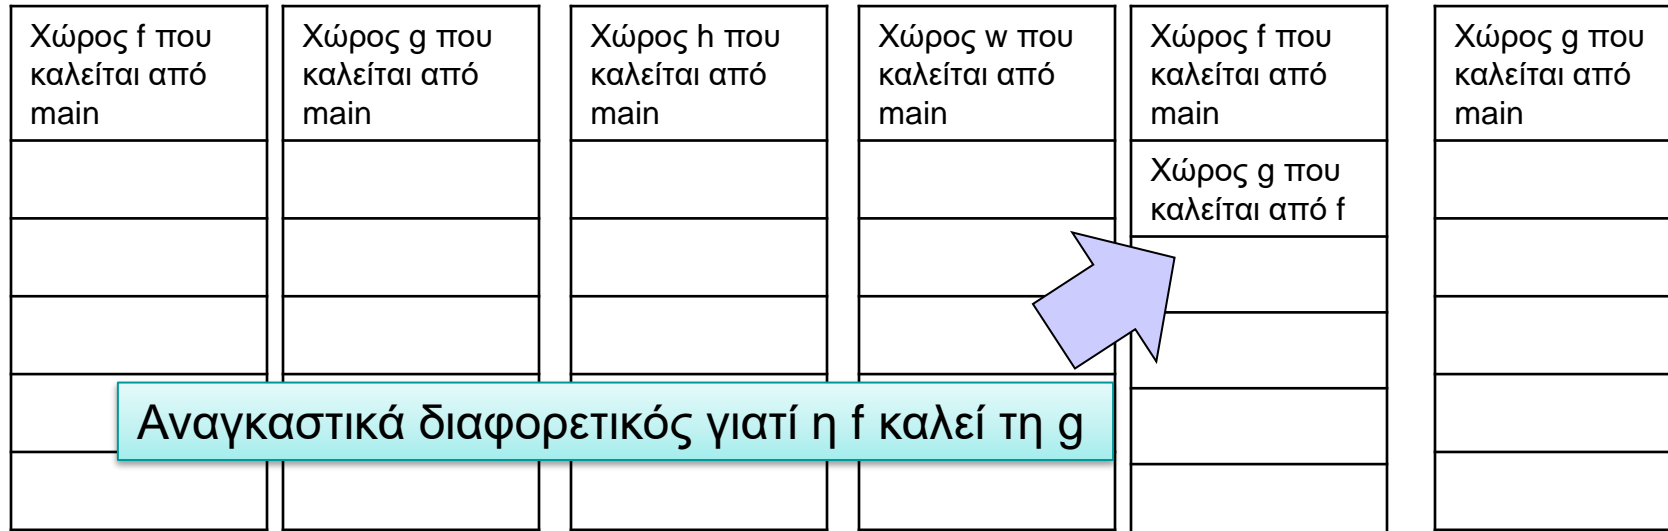 Χώρος f που
καλείται από
main
Χώρος g που
καλείται από
main
Χώρος h που
καλείται από
main
Χώρος w που
καλείται από
main
Χώρος f που
καλείται από
main
Χώρος g που
καλείται από f
Χώρος g που
καλείται από
main
Αναγκαστικά διαφορετικός γιατί η f καλεί τη g